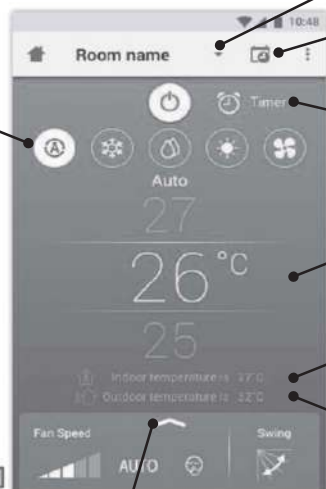 10:48
Room name
Timer
Auto
27
26°C
25
Indoor temperature is 27°C
Outdoor temperature is 32°C
Fan Speed
Swing
AUTO